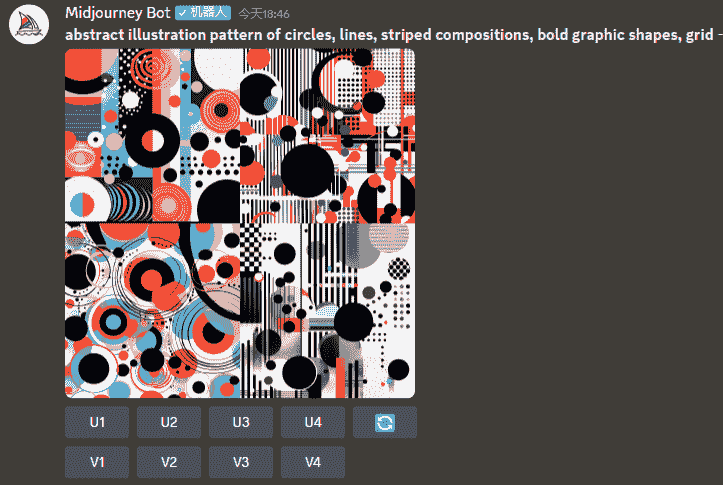 Midjourney Bot ✓机器人 今天18:46
abstract illustration pattern of circles, lines, striped compositions, bold graphic shapes, grid -
U1 U2 U3 U4
V1 V2 V3 V4